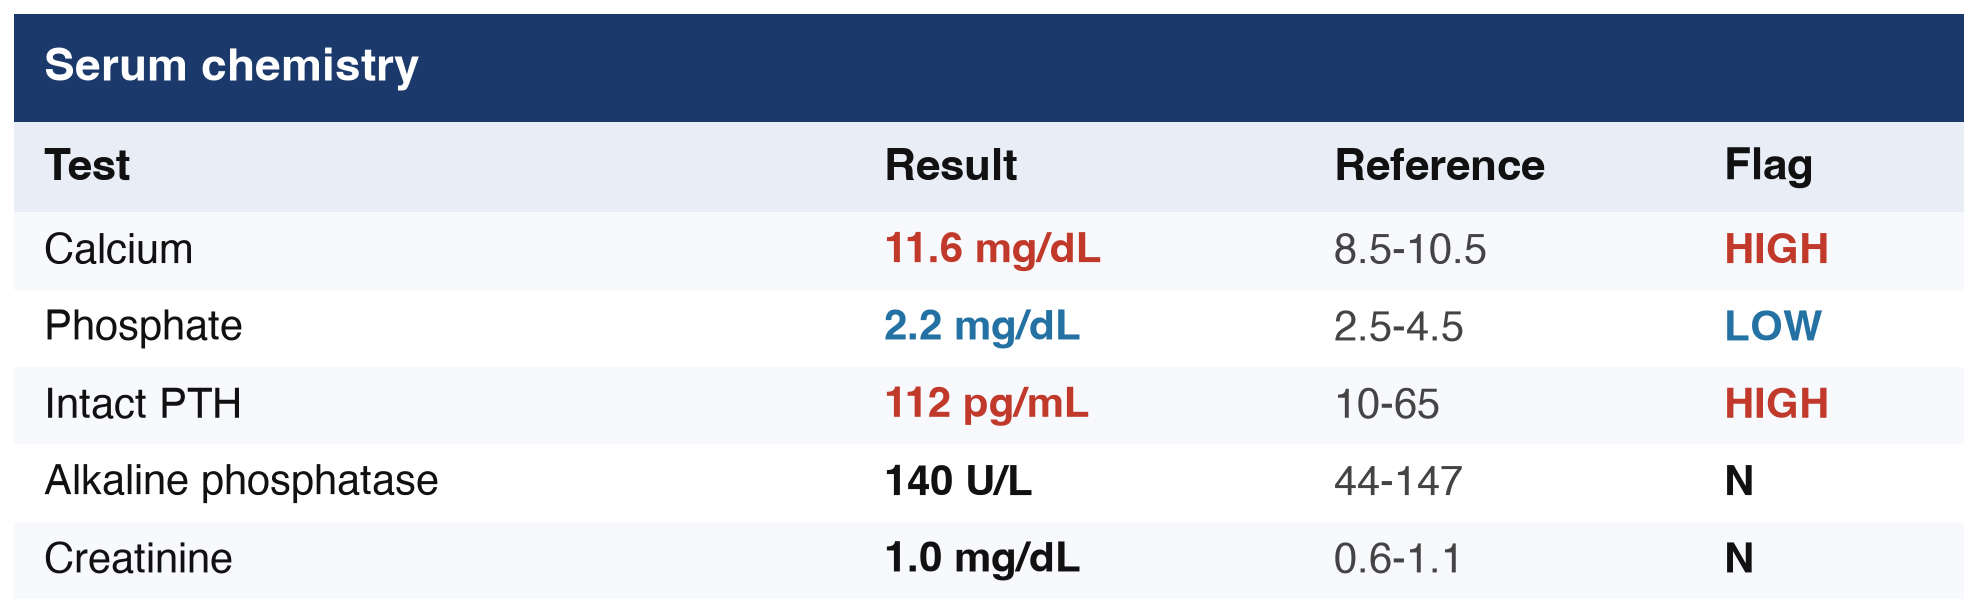 Serum chemistry
Test Result Reference Flag
Calcium 11.6 mg/dL 8.5-10.5 HIGH
Phosphate 2.2 mg/dL 2.5-4.5 LOW
Intact PTH 112 pg/mL 10-65 HIGH
Alkaline phosphatase 140 U/L 44-147 N
Creatinine 1.0 mg/dL 0.6-1.1 N